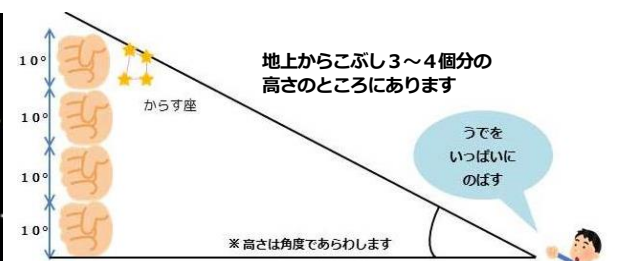 10°
10°
10°
10°
からす座
地上からこぶし３～４個分の
高さのところにあります
うでを
いっぱいに
のばす
※高さは角度であらわします